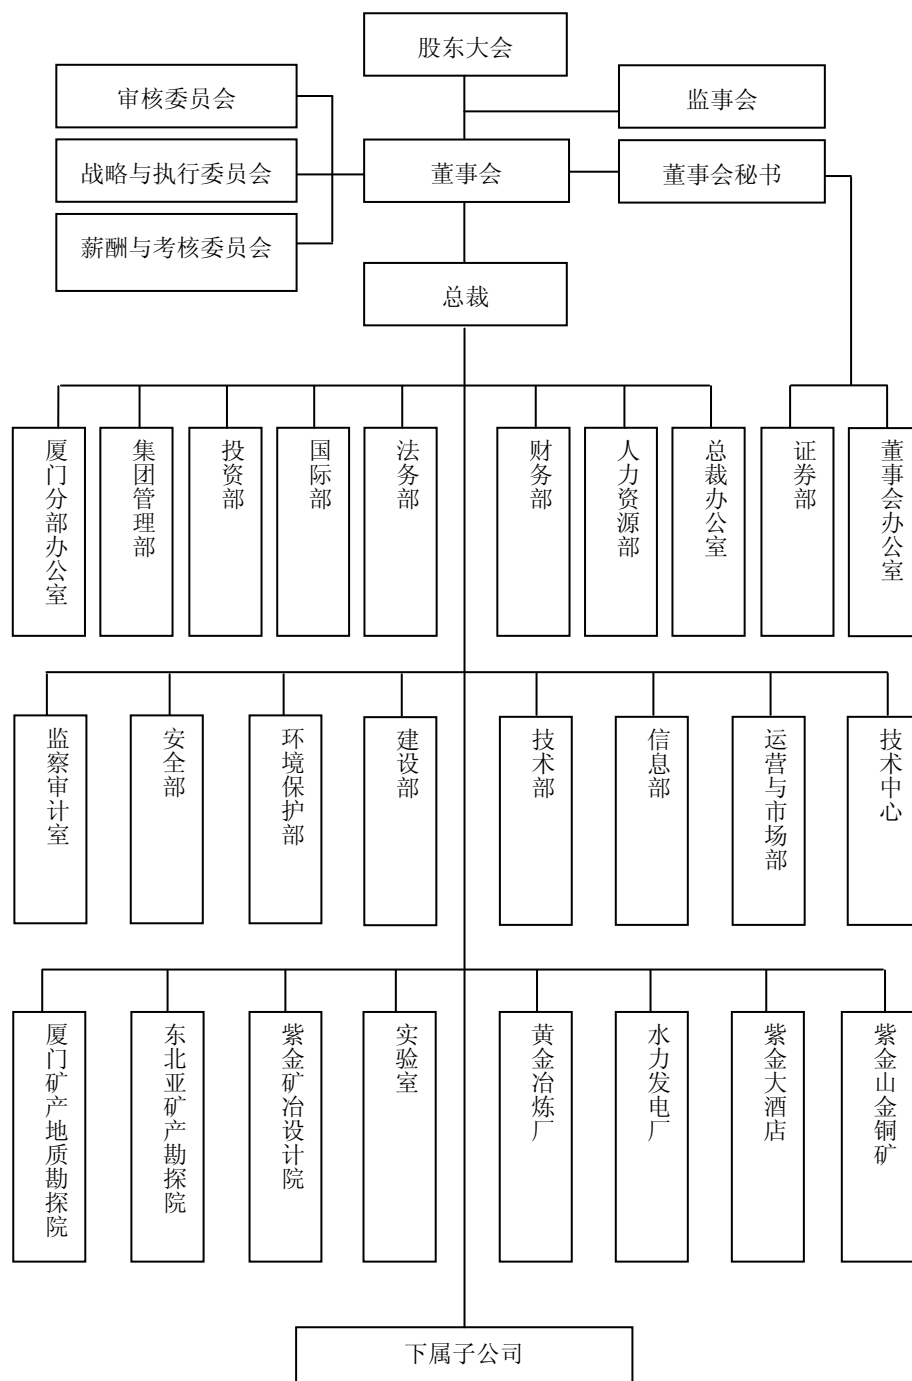 股东大会
审核委员会
监事会
战略与执行委员会
董事会
董事会秘书
薪酬与考核委员会
总裁
厦门分部办公室
集团管理部
投资部
国际部
法务部
财务部
人力资源部
总裁办公室
证券部
董事会办公室
监察审计室
安全部
环境保护部
建设部
技术部
信息部
运营与市场部
技术中心
厦门矿产地质勘探院
东北亚矿产勘探院
紫金矿冶设计院
实验室
黄金冶炼厂
水力发电厂
紫金大酒店
紫金山金铜矿
下属子公司